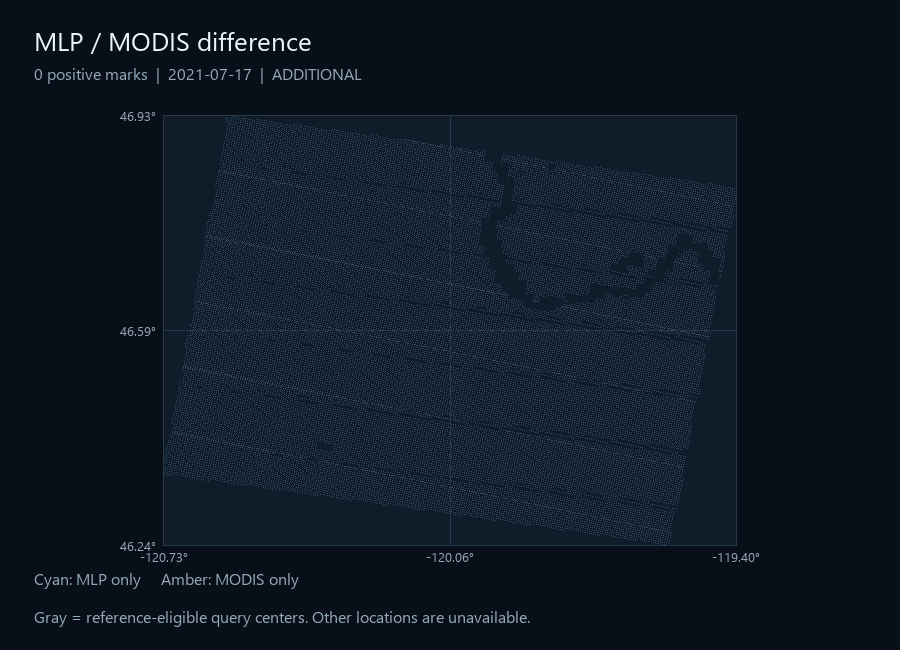 MLP / MODIS difference
0 positive marks | 2021-07-17 | ADDITIONAL
46.93°
46.59°
46.24°
-120.73° -120.06° -119.40°
Cyan: MLP only Amber: MODIS only
Gray = reference-eligible query centers. Other locations are unavailable.